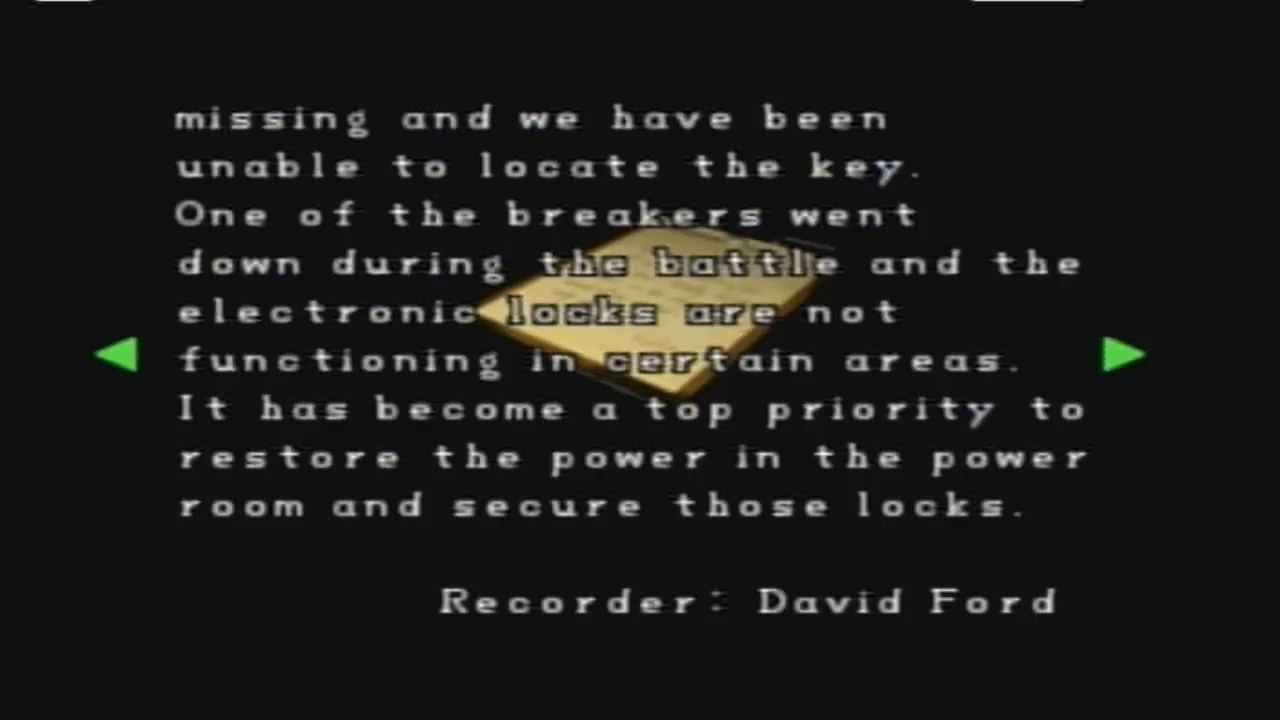 missing and we have been
unable to locate the key.
One of the breakers went
down during the battle and the
electronic locks are not
functioning in certain areas.
It has become a top priority to
restore the power in the power
room and secure those locks.
Recorder: David Ford